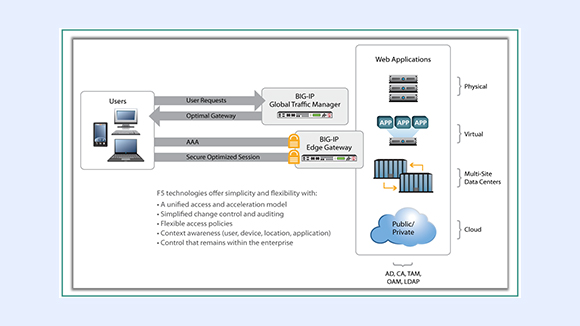 Users
User Requests
Optimal Gateway
AAA
Secure Optimized Session
BIG-IP
Global Traffic Manager
BIG-IP
Edge Gateway
Web Applications
APP APP APP
Public/
Private
Physical
Virtual
Multi-Site
Data Centers
Cloud
AD, CA, TAM,
OAM, LDAP
F5 technologies offer simplicity and flexibility with:
• A unified access and acceleration model
• Simplified change control and auditing
• Flexible access policies
• Context awareness (user, device, location, application)
• Control that remains within the enterprise